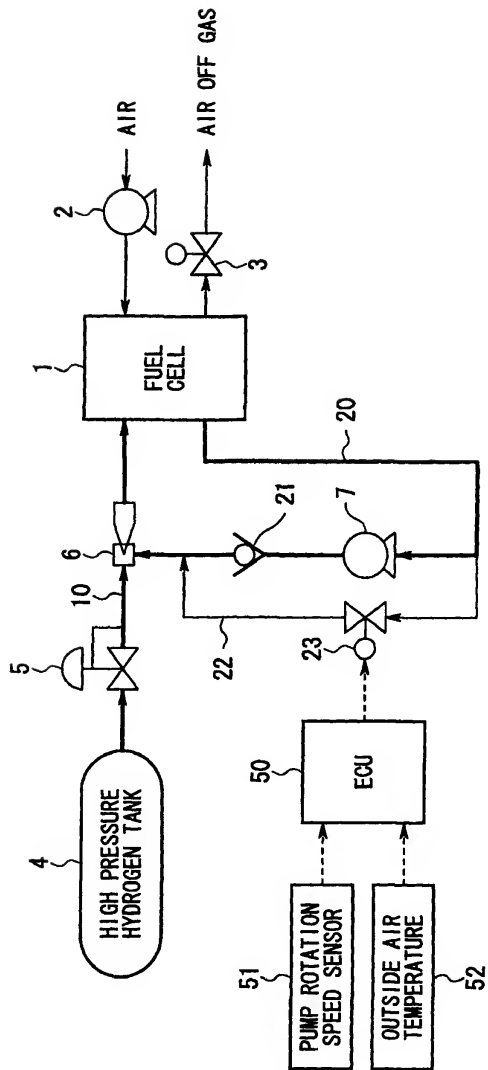 AIR
2
AIR OFF GAS
3
1
FUEL
CELL
20
6
21
7
10
5
22
23
4
HIGH PRESSURE
HYDROGEN TANK
50
ECU
51
PUMP ROTATION
SPEED SENSOR
OUTSIDE AIR
TEMPERATURE
52